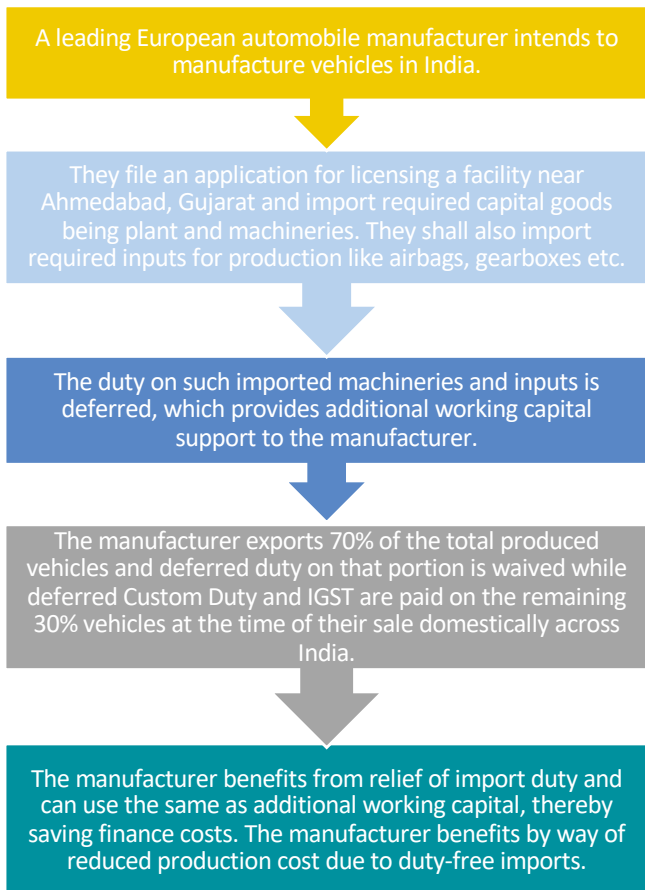 A leading European automobile manufacturer intends to
manufacture vehicles in India.
They file an application for licensing a facility near
Ahmedabad, Gujarat and import required capital goods
being plant and machineries. They shall also import
required inputs for production like airbags, gearboxes etc.
The duty on such imported machineries and inputs is
deferred, which provides additional working capital
support to the manufacturer.
The manufacturer exports 70% of the total produced
vehicles and deferred duty on that portion is waived while
deferred Custom Duty and IGST are paid on the remaining
30% vehicles at the time of their sale domestically across
India.
The manufacturer benefits from relief of import duty and
can use the same as additional working capital, thereby
saving finance costs. The manufacturer benefits by way of
reduced production cost due to duty-free imports.